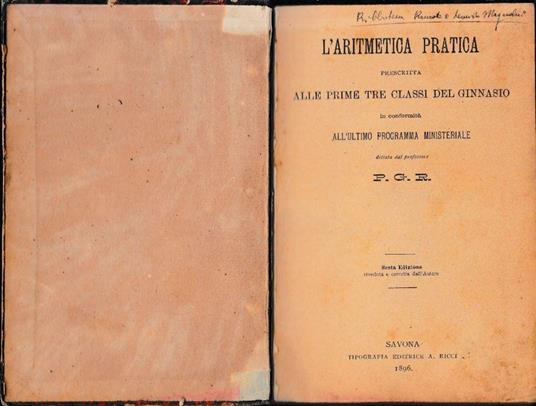 Biblioteca
L'ARITMETICA PRATICA
PRESCRITTA
ALLE PRIME TRE CLASSI DEL GINNASIO
in conformità
ALL'ULTIMO PROGRAMMA MINISTERIALE
dettata dal professore
P. G. R.
Sesta Edizione
riveduta e corretta dall'Autore
SAVONA
TIPOGRAFIA EDITRICE A. RICCI
1896.